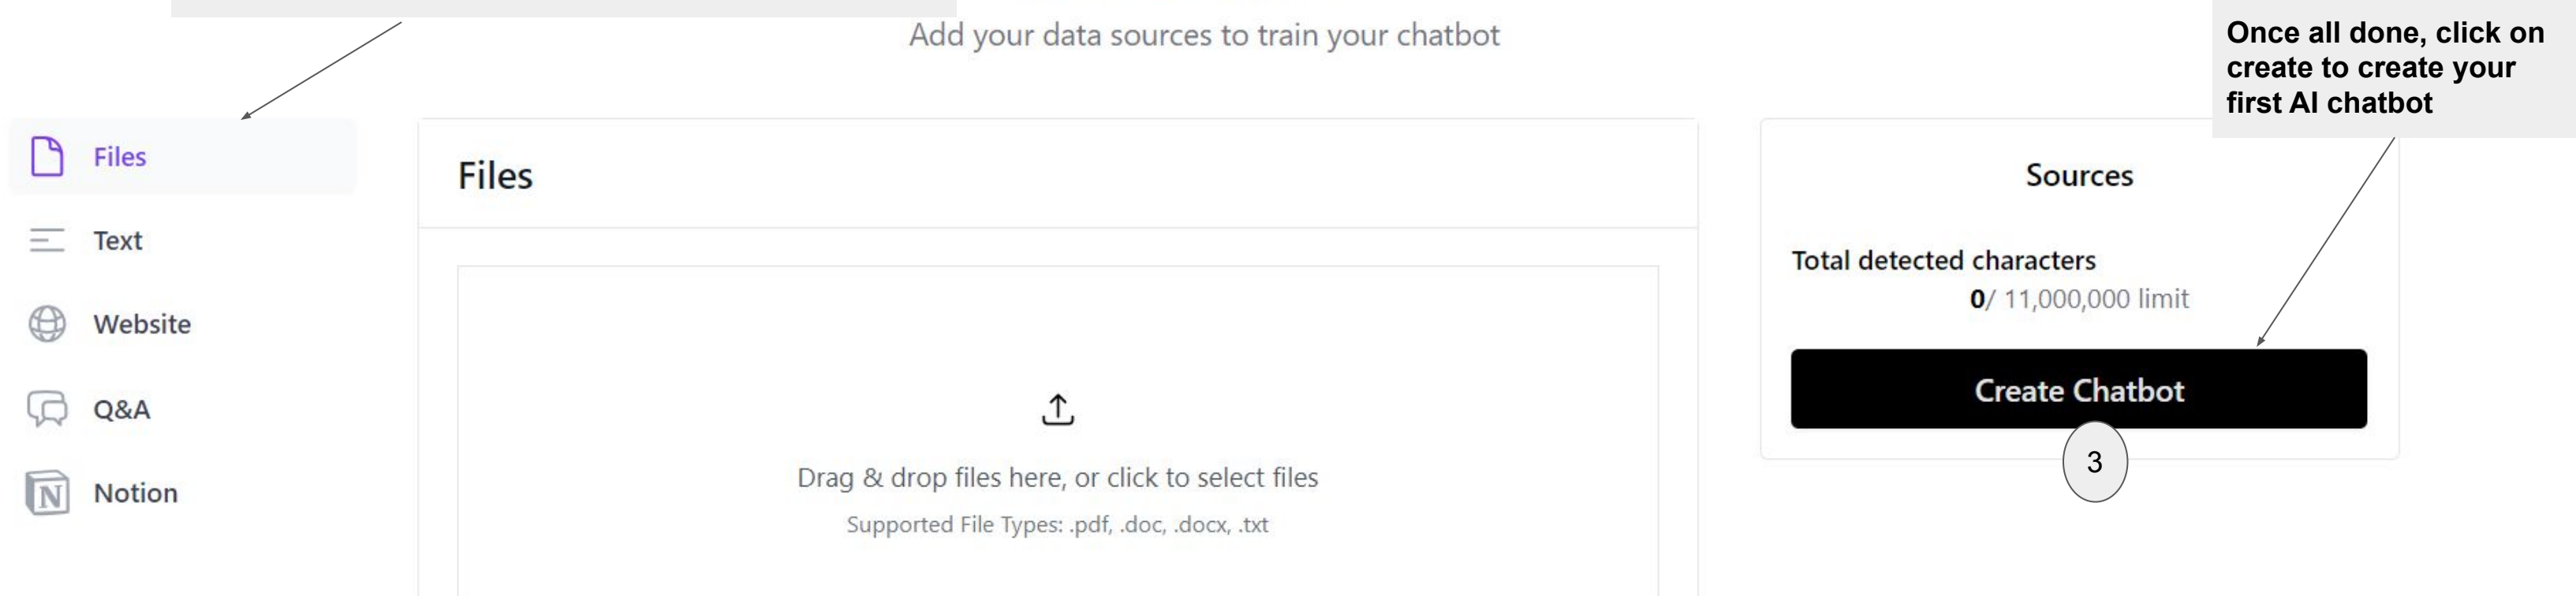 Add your data sources to train your chatbot
Once all done, click on
create to create your
first AI chatbot
Files
Text
Website
Q&A
N
Notion
Files
Drag & drop files here, or click to select files
Supported File Types: .pdf, .doc, .docx, .txt
Sources
Total detected characters
0/ 11,000,000 limit
Create Chatbot
3